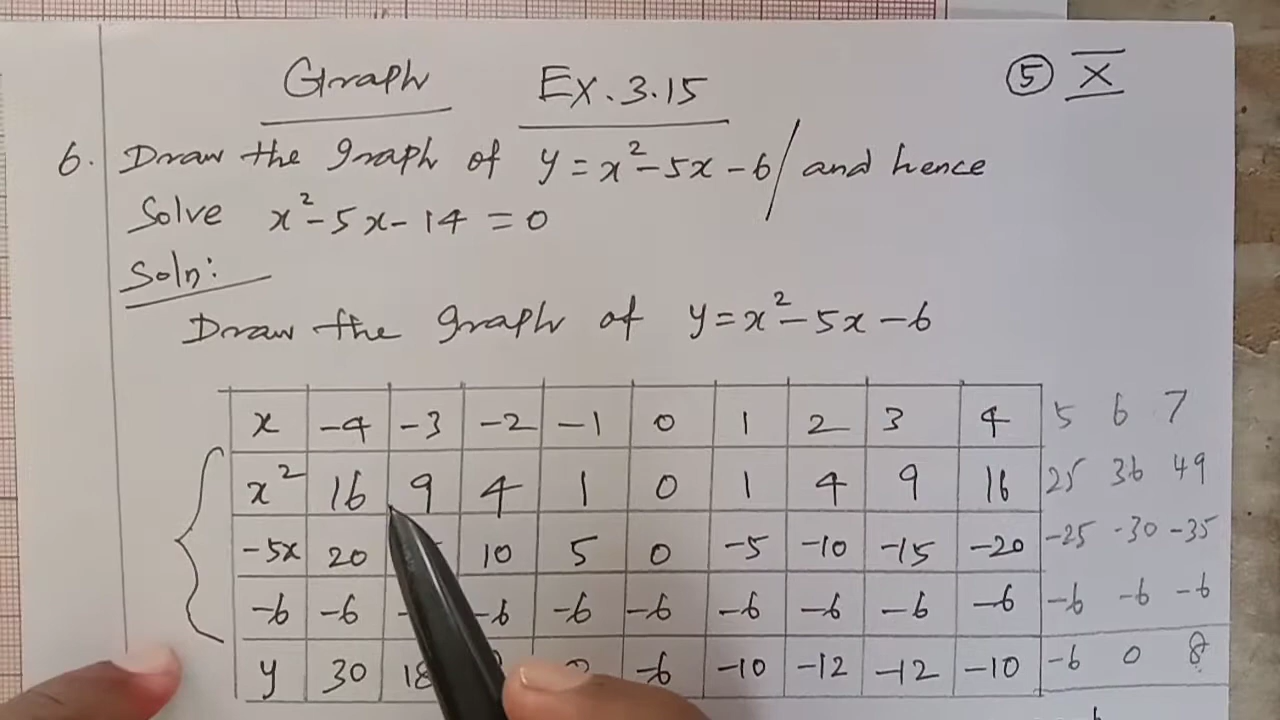 Graph Ex. 3.15 ⑤ X
6. Draw the graph of y = x² - 5x - 6 / and hence
Solve x² - 5x - 14 = 0
Soln:
Draw the graph of y = x² - 5x - 6
x -4 -3 -2 -1 0 1 2 3 4 5 6 7
x² 16 9 4 1 0 1 4 9 16 25 36 49
-5x 20 10 5 0 -5 -10 -15 -20 -25 -30 -35
-6 -6 -6 -6 -6 -6 -6 -6 -6 -6 -6 -6
y 30 18 -6 -10 -12 -12 -10 -6 0 8